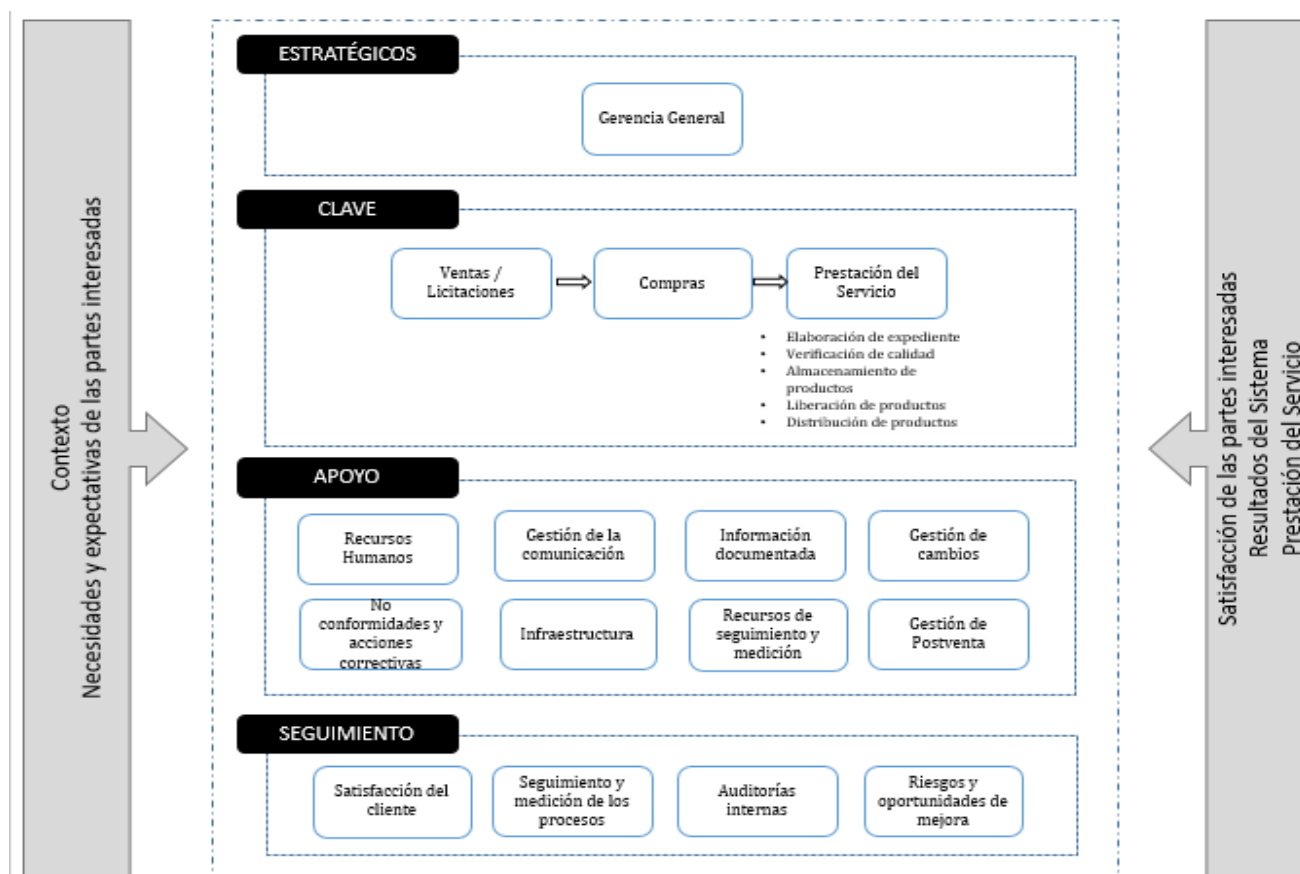 Contexto
Necesidades y expectativas de las partes interesadas
ESTRATÉGICOS
Gerencia General
CLAVE
Ventas /
Licitaciones
Compras
Prestación del
Servicio
• Elaboración de expediente
• Verificación de calidad
• Almacenamiento de
productos
• Liberación de productos
• Distribución de productos
APOYO
Recursos
Humanos
Gestión de la
comunicación
Información
documentada
Gestión de
cambios
No
conformidades y
acciones
correctivas
Infraestructura
Recursos de
seguimiento y
medición
Gestión de
Postventa
SEGUIMIENTO
Satisfacción del
cliente
Seguimiento y
medición de los
procesos
Auditorías
internas
Riesgos y
oportunidades de
mejora
Satisfacción de las partes interesadas
Resultados del Sistema
Prestación del Servicio